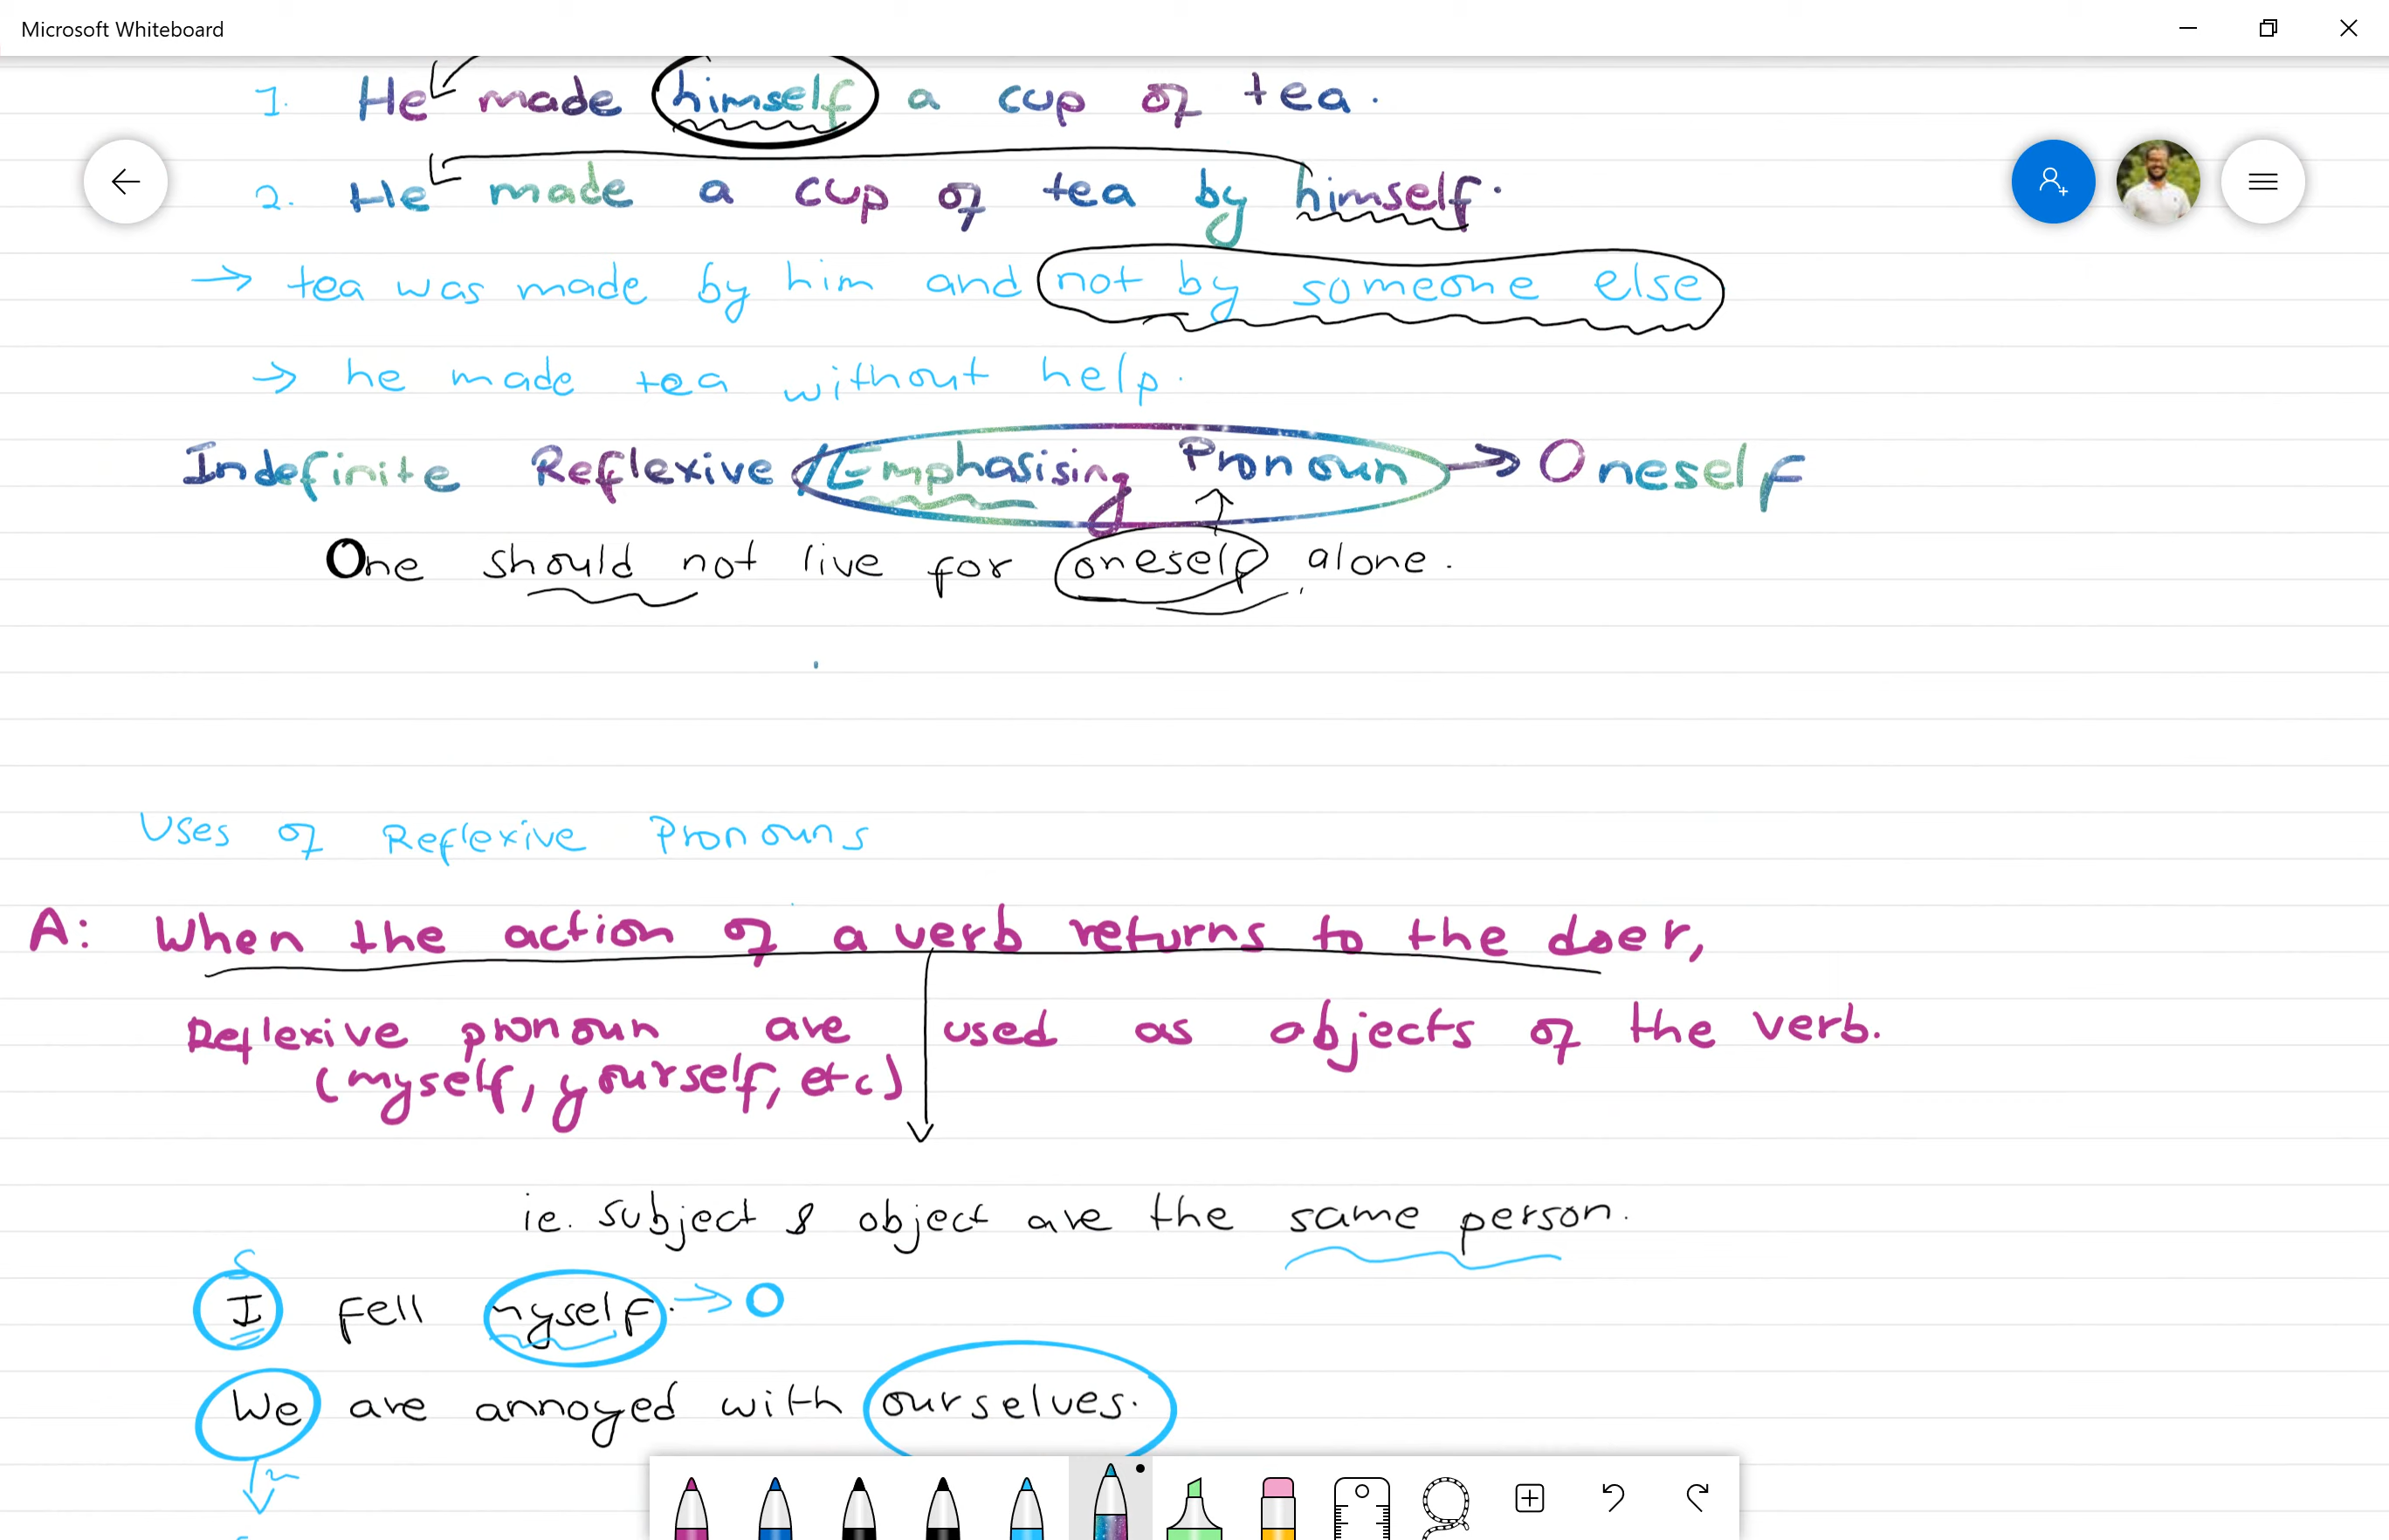 Microsoft Whiteboard
1. He made himself a cup of tea.
2. He made a cup of tea by himself.
→ tea was made by him and not by someone else
→ he made tea without help.
Indefinite Reflexive /Emphasising Pronoun → Oneself
One should not live for oneself alone.
Uses of Reflexive Pronouns
A: When the action of a verb returns to the doer,
Reflexive pronoun are used as objects of the verb.
(myself, yourself, etc)
ie. subject & object are the same person.
S
I fell myself. → O
We are annoyed with ourselves.